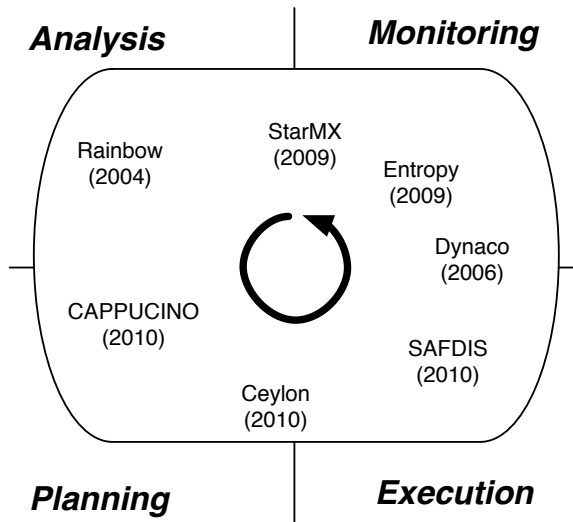 Analysis
Monitoring
StarMX
(2009)
Rainbow
(2004)
Entropy
(2009)
Dynaco
(2006)
CAPPUCINO
(2010)
SAFDIS
(2010)
Ceylon
(2010)
Planning
Execution